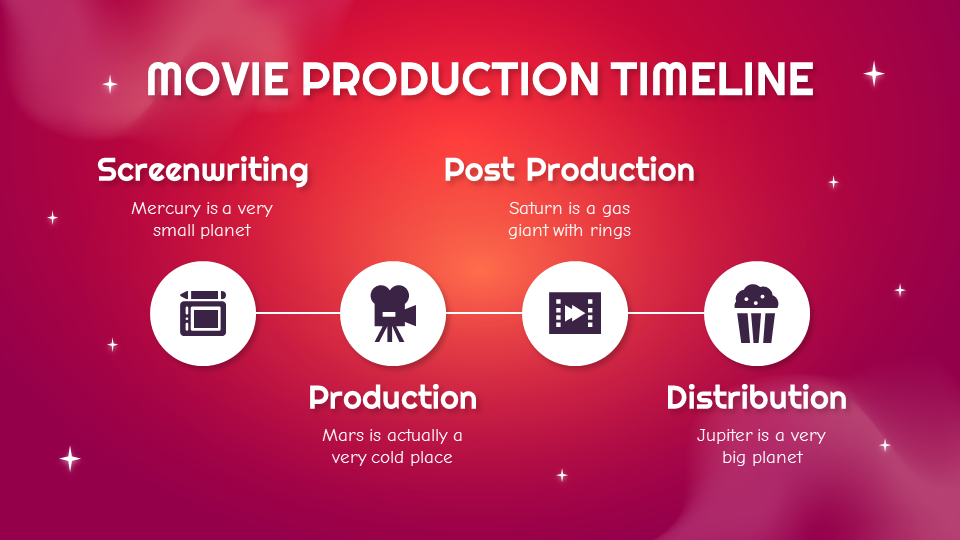 MOVIE PRODUCTION TIMELINE
Screenwriting
Mercury is a very
small planet
Post Production
Saturn is a gas
giant with rings
Production
Mars is actually a
very cold place
Distribution
Jupiter is a very
big planet